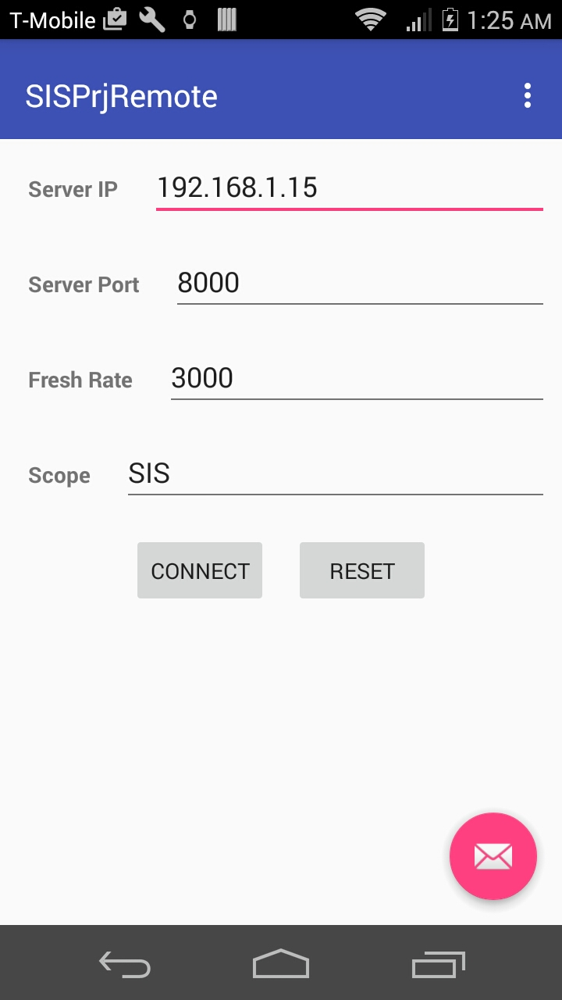 T-Mobile 1:25 AM
SISPrjRemote
Server IP 192.168.1.15
Server Port 8000
Fresh Rate 3000
Scope SIS
CONNECT RESET